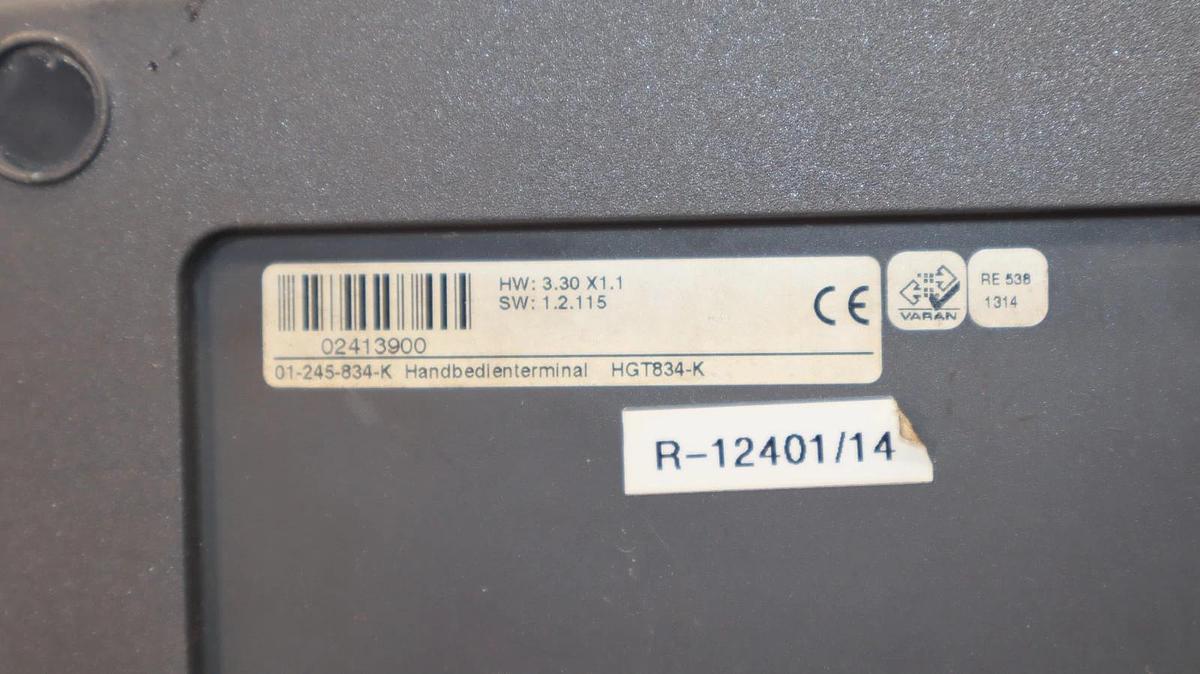 HW: 3.30 X1.1
SW: 1.2.115
02413900
CE
01-245-834-K Handbedienterminal HGT834-K
VARAN
RE 538
1314
R-12401/14